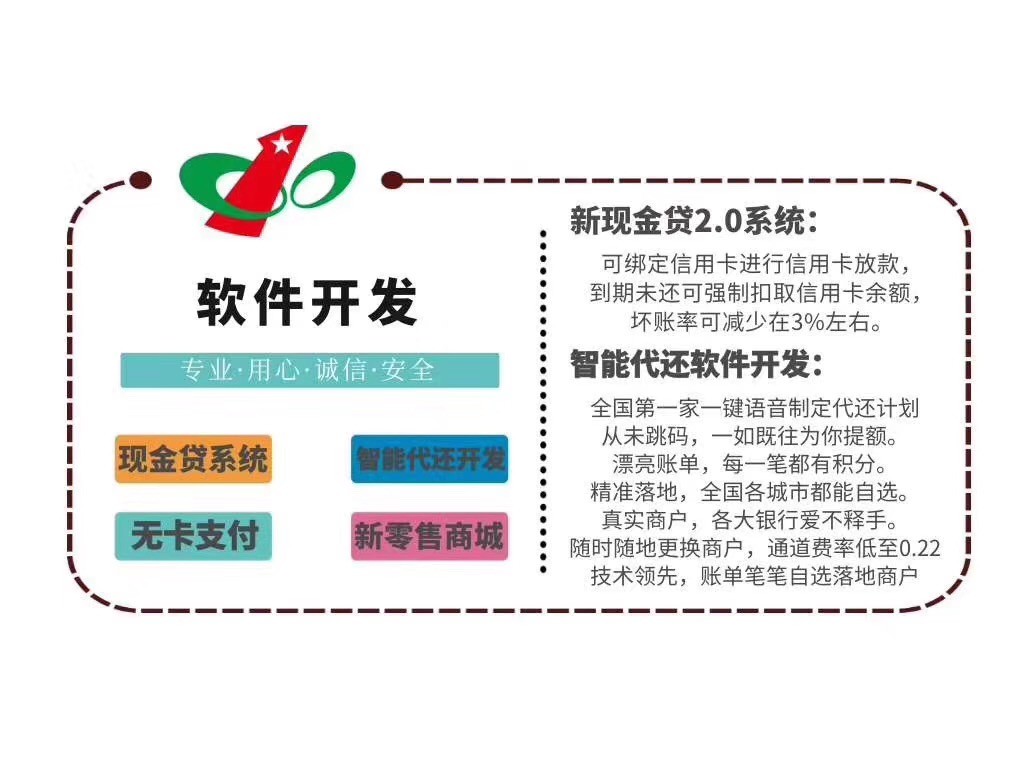 软件开发
专业·用心·诚信·安全
现金贷系统
智能代还开发
无卡支付
新零售商城
新现金贷2.0系统：
可绑定信用卡进行信用卡放款，
到期未还可强制扣取信用卡余额，
坏账率可减少在3%左右。
智能代还软件开发：
全国第一家一键语音制定代还计划
从未跳码，一如既往为你提额。
漂亮账单，每一笔都有积分。
精准落地，全国各城市都能自选。
真实商户，各大银行爱不释手。
随时随地更换商户，通道费率低至0.22
技术领先，账单笔笔自选落地商户